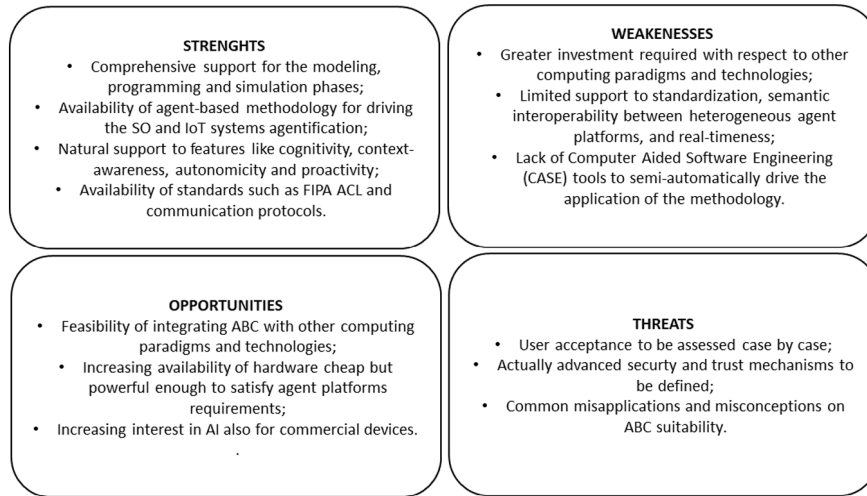 STRENGHTS
• Comprehensive support for the modeling,
programming and simulation phases;
• Availability of agent-based methodology for driving
the SO and IoT systems agentification;
• Natural support to features like cognitivity, context-
awareness, autonomicity and proactivity;
• Availability of standards such as FIPA ACL and
communication protocols.
WEAKENESSES
• Greater investment required with respect to other
computing paradigms and technologies;
• Limited support to standardization, semantic
interoperability between heterogeneous agent
platforms, and real-timeness;
• Lack of Computer Aided Software Engineering
(CASE) tools to semi-automatically drive the
application of the methodology.
OPPORTUNITIES
• Feasibility of integrating ABC with other computing
paradigms and technologies;
• Increasing availability of hardware cheap but
powerful enough to satisfy agent platforms
requirements;
• Increasing interest in AI also for commercial devices.
.
THREATS
• User acceptance to be assessed case by case;
• Actually advanced securty and trust mechanisms to
be defined;
• Common misapplications and misconceptions on
ABC suitability.